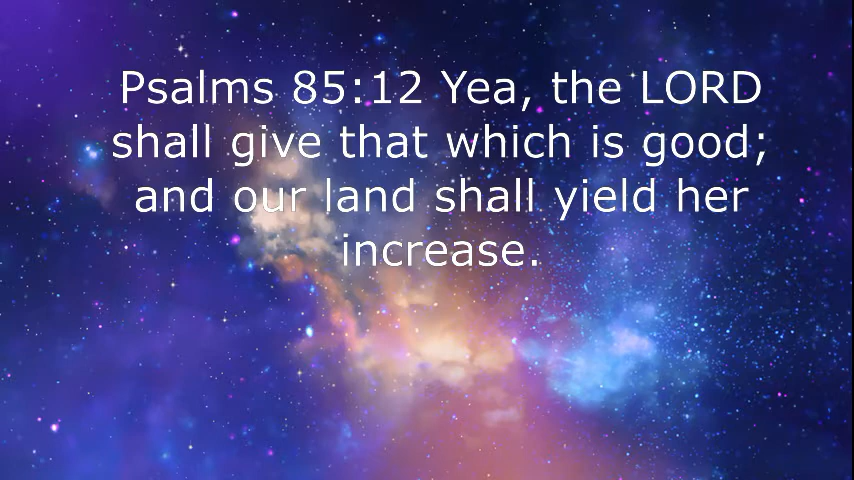 Psalms 85:12 Yea, the LORD
shall give that which is good;
and our land shall yield her
increase.